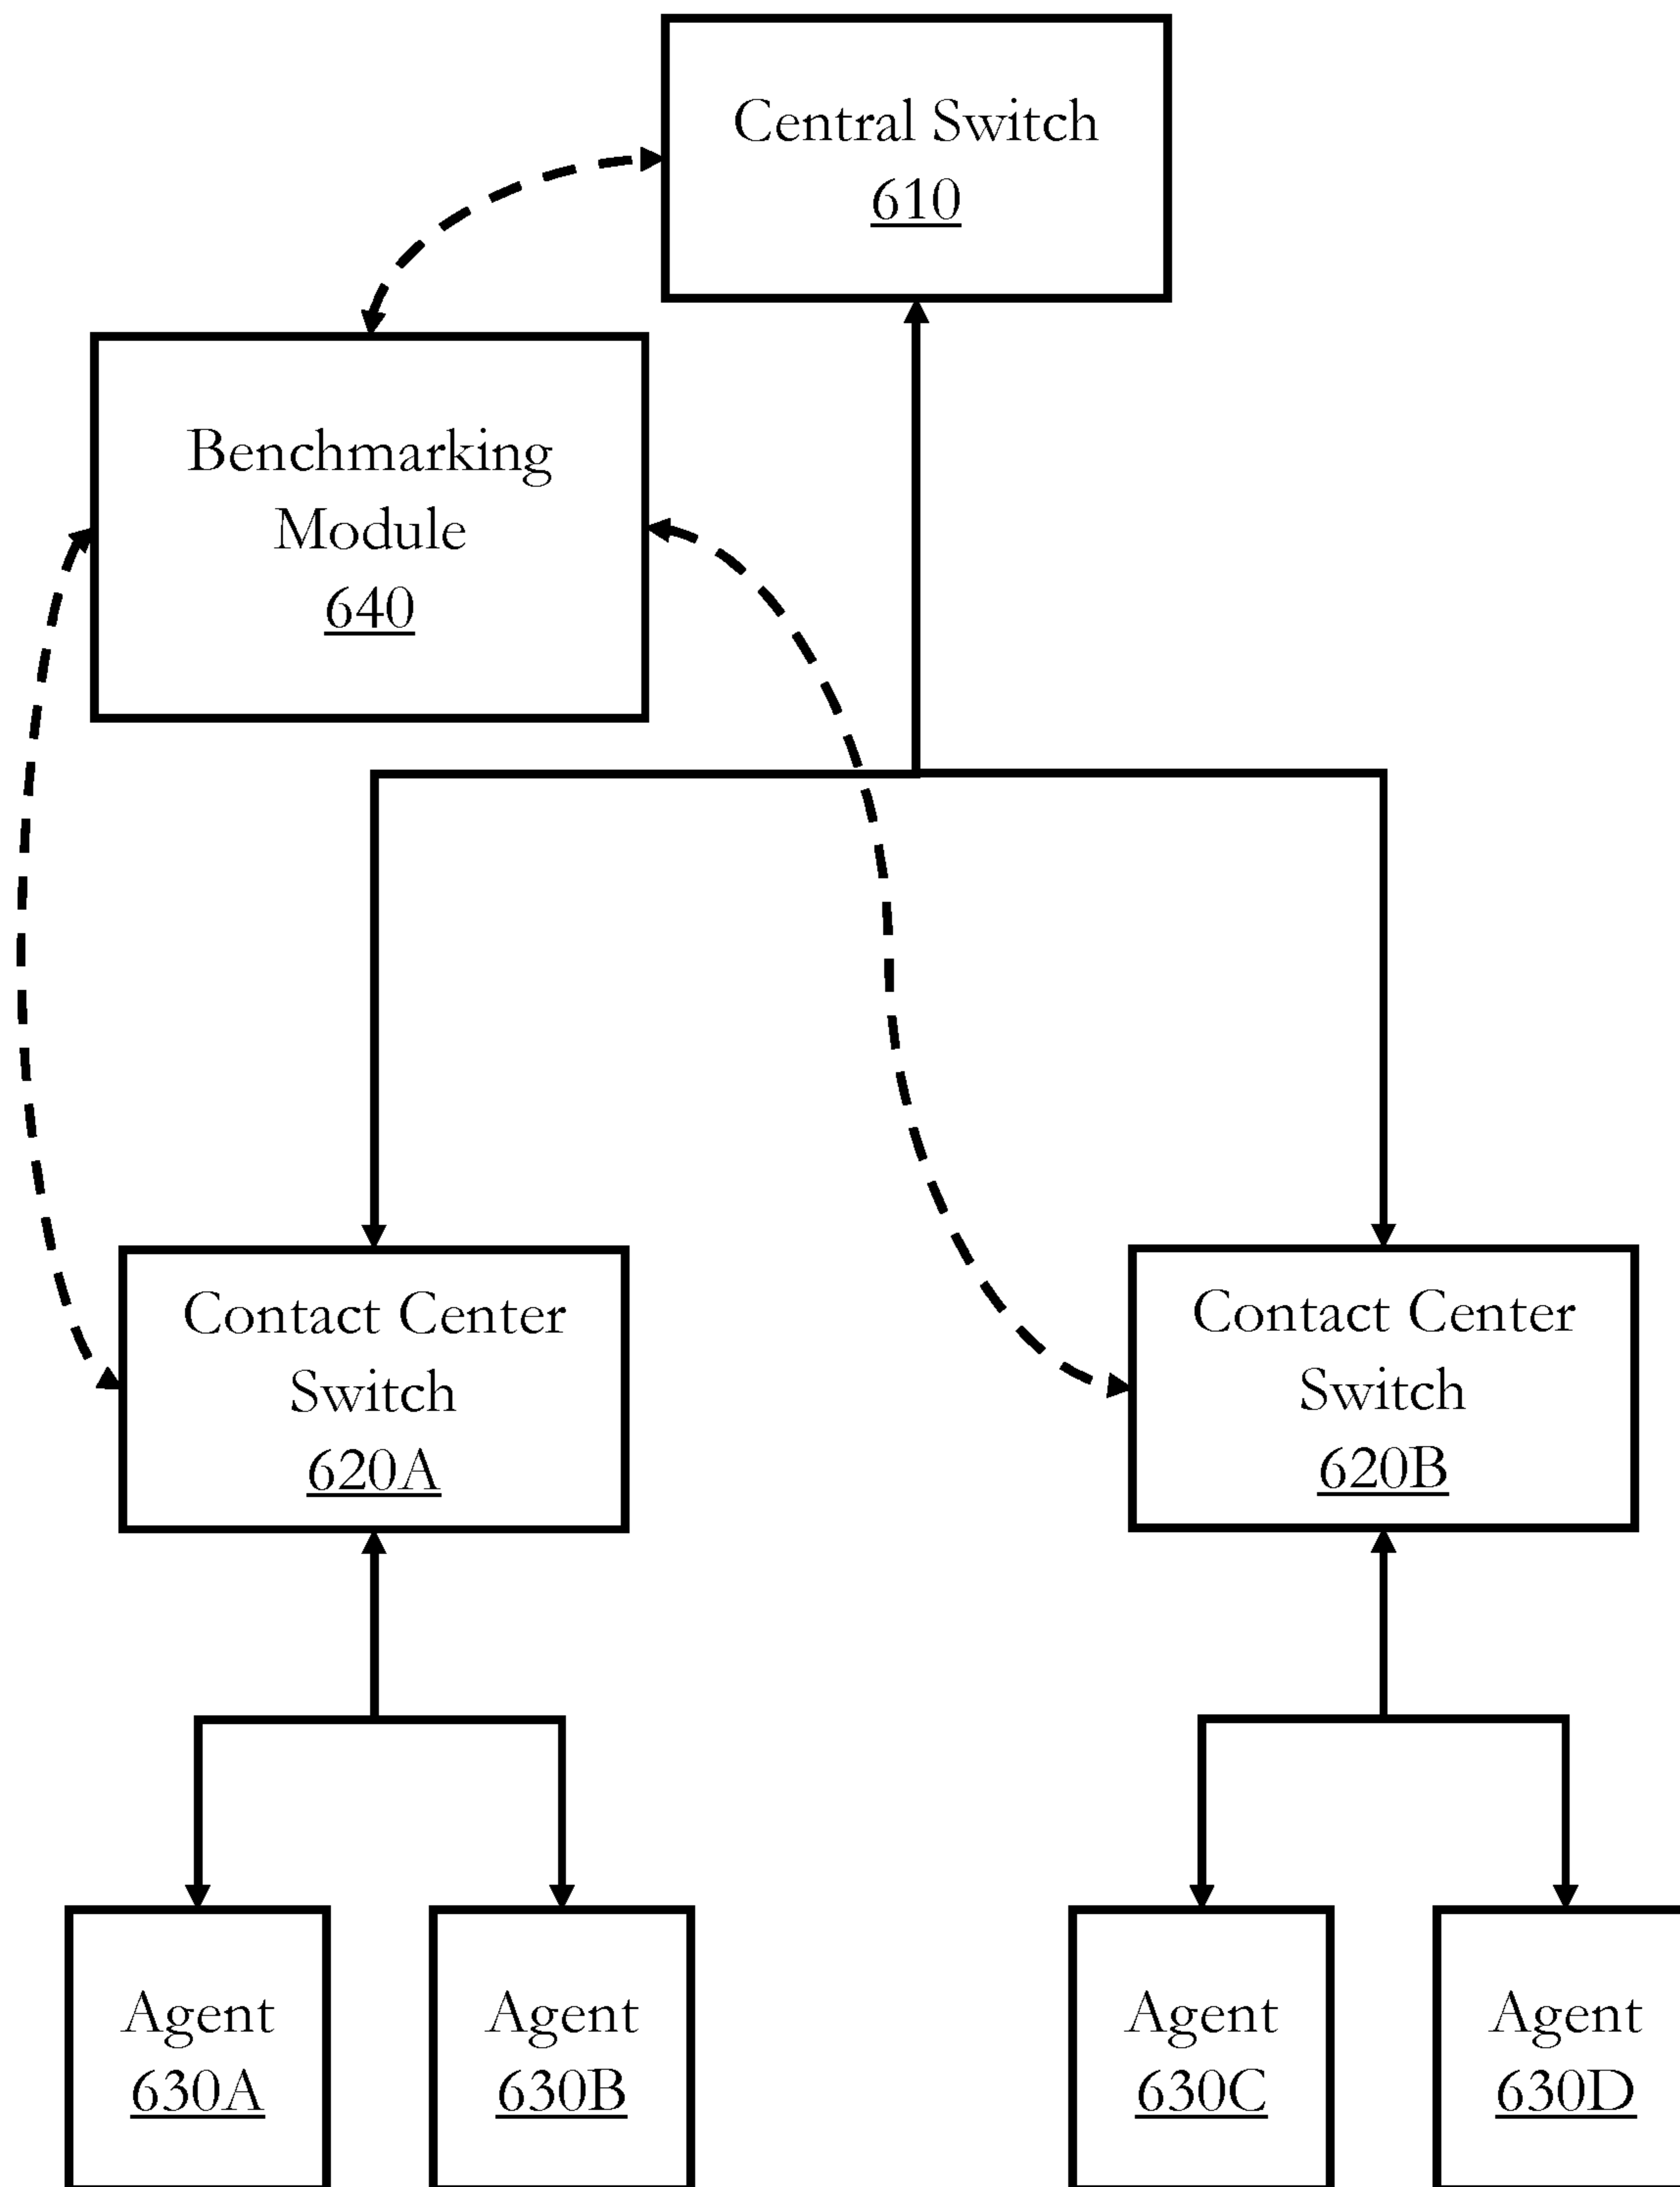 Central Switch
610
Benchmarking
Module
640
Contact Center
Switch
620A
Contact Center
Switch
620B
Agent
630A
Agent
630B
Agent
630C
Agent
630D